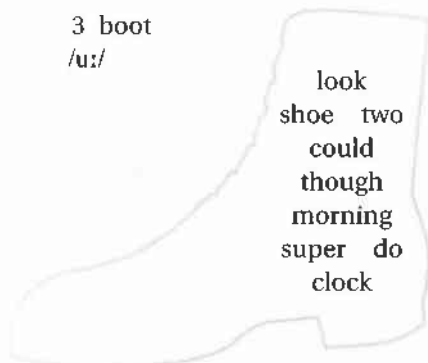 3 boot
/uː/
look
shoe two
could
though
morning
super do
clock